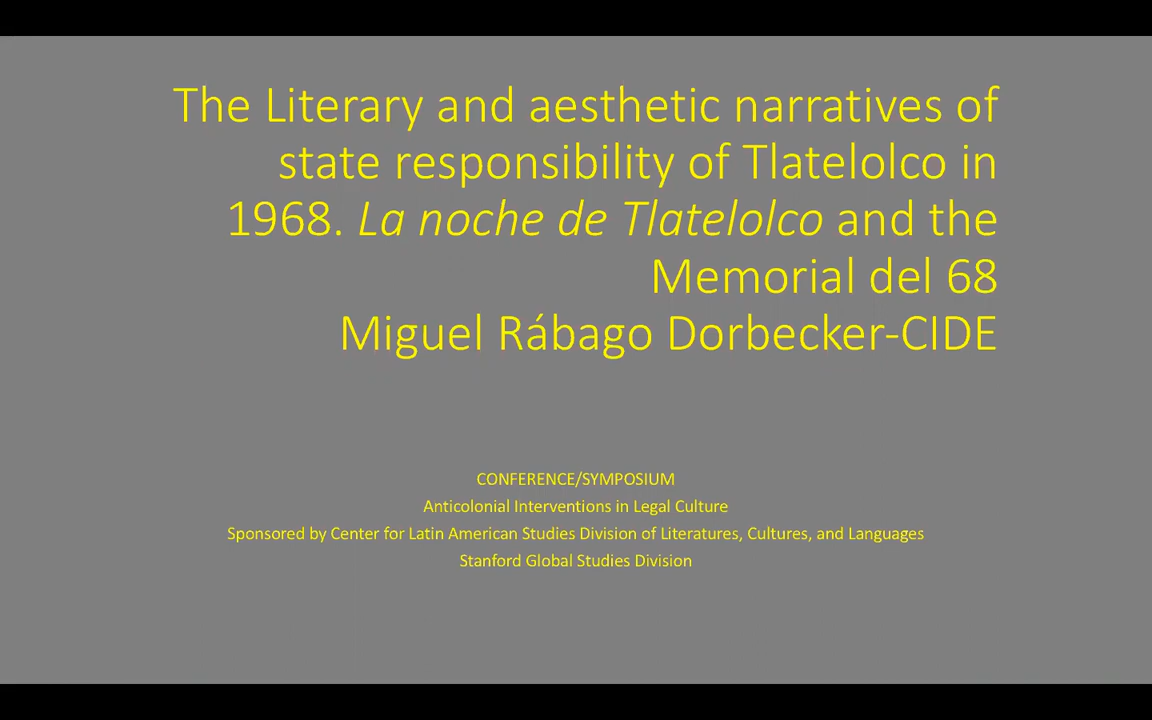 The Literary and aesthetic narratives of
state responsibility of Tlatelolco in
1968. La noche de Tlatelolco and the
Memorial del 68
Miguel Rábago Dorbecker-CIDE
CONFERENCE/SYMPOSIUM
Anticolonial Interventions in Legal Culture
Sponsored by Center for Latin American Studies Division of Literatures, Cultures, and Languages
Stanford Global Studies Division